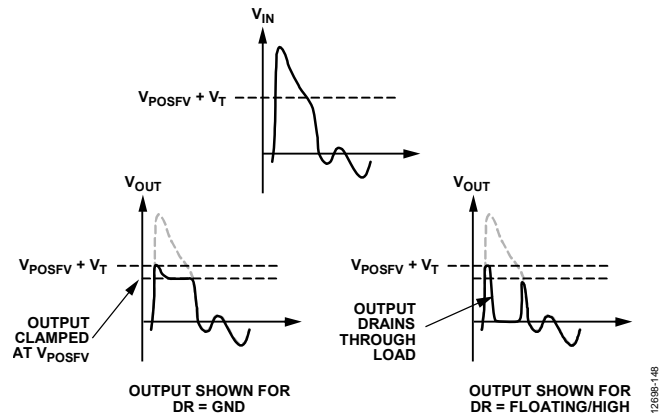 VIN
VPOSFV + VT
VOUT
VPOSFV + VT
OUTPUT
CLAMPED
AT VPOSFV
OUTPUT SHOWN FOR
DR = GND
VOUT
VPOSFV + VT
OUTPUT
DRAINS
THROUGH
LOAD
OUTPUT SHOWN FOR
DR = FLOATING/HIGH
12698-148